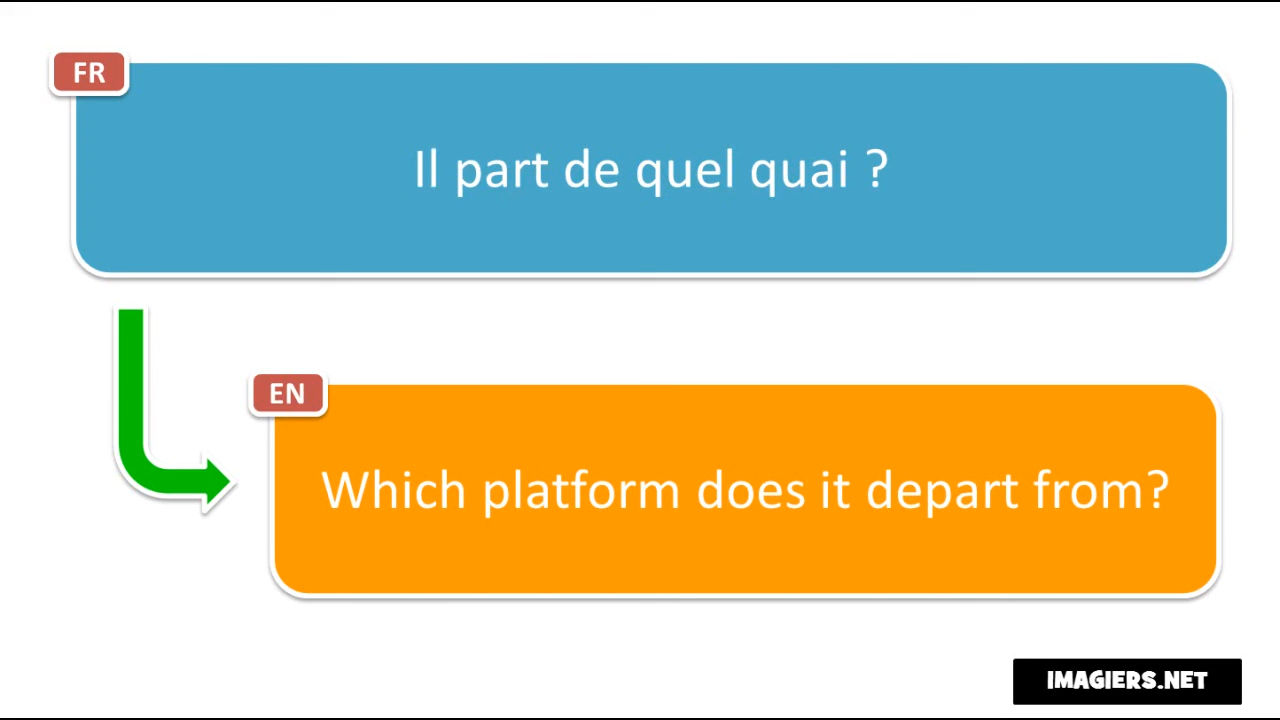 FR
Il part de quel quai ?
EN
Which platform does it depart from?
IMAGIERS.NET